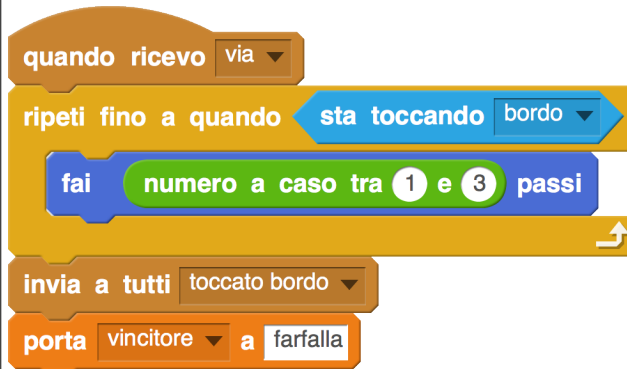 quando ricevo via
ripeti fino a quando sta toccando bordo
fai numero a caso tra 1 e 3 passi
invia a tutti toccato bordo
porta vincitore a farfalla